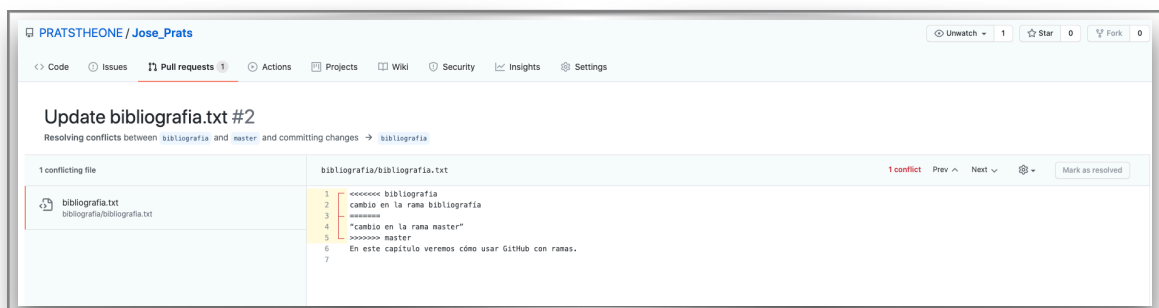 PRATSTHEONE / Jose_Prats
Unwatch 1 Star 0 Fork 0
<> Code Issues Pull requests 1 Actions Projects Wiki Security Insights Settings
Update bibliografia.txt #2
Resolving conflicts between bibliografia and master and committing changes → bibliografia
1 conflicting file
bibliografia.txt
bibliografia/bibliografia.txt
bibliografia/bibliografia.txt 1 conflict Prev Next Mark as resolved
1 <<<<<<< bibliografia
2 cambio en la rama bibliografía
3 =======
4 “cambio en la rama master”
5 >>>>>>> master
6 En este capítulo veremos cómo usar GitHub con ramas.
7